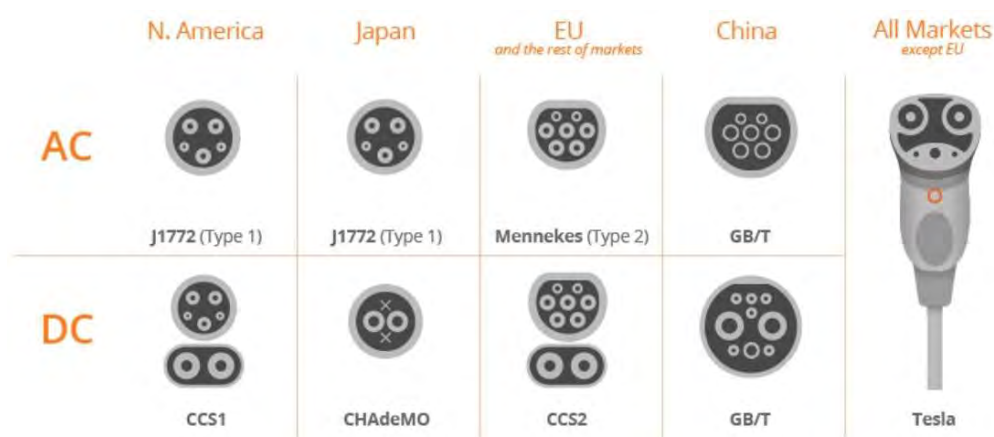 N. America
Japan
EU
and the rest of markets
China
All Markets
except EU
AC
J1772 (Type 1)
J1772 (Type 1)
Mennekes (Type 2)
GB/T
DC
CCS1
CHAdeMO
CCS2
GB/T
Tesla